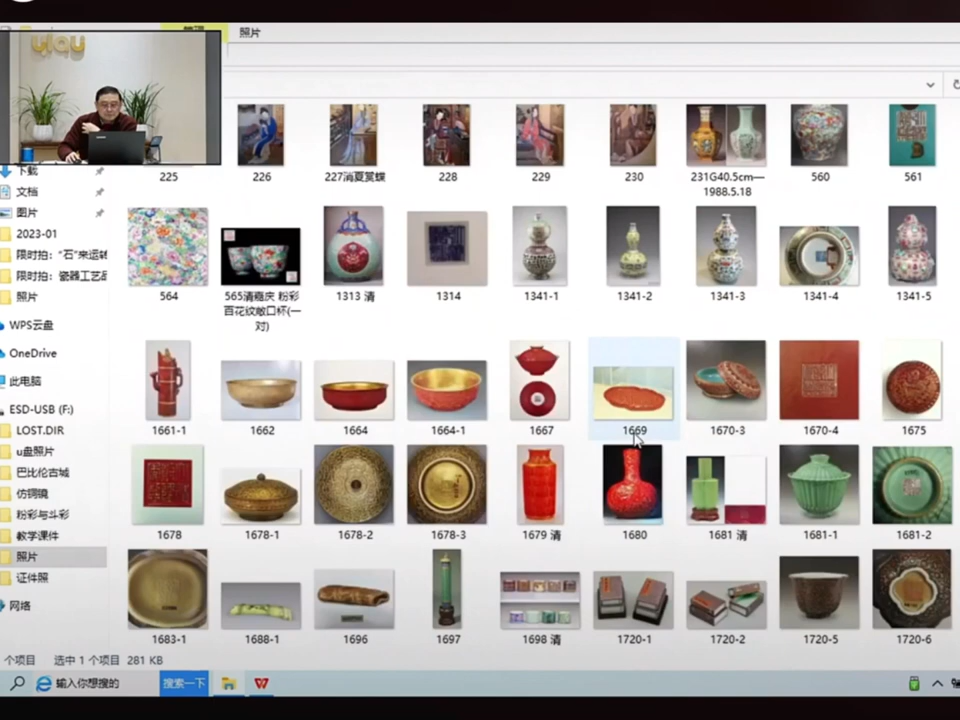 照片
225
226
227消夏赏蝶
228
229
230
231G40.5cm—
1988.5.18
560
561
下载
文档
图片
2023-01
限时拍："石"来运转
限时拍：瓷器工艺品
照片
WPS云盘
OneDrive
此电脑
ESD-USB (F:)
LOST.DIR
u盘照片
巴比伦古城
仿铜镜
粉彩与斗彩
教学课件
照片
证件照
网络
564
565清嘉庆 粉彩
百花纹敞口杯(一
对)
1313 清
1314
1341-1
1341-2
1341-3
1341-4
1341-5
1661-1
1662
1664
1664-1
1667
1669
1670-3
1670-4
1675
1678
1678-1
1678-2
1678-3
1679 清
1680
1681 清
1681-1
1681-2
1683-1
1688-1
1696
1697
1698 清
1720-1
1720-2
1720-5
1720-6
个项目
选中 1 个项目 281 KB
输入你想搜的
搜索一下